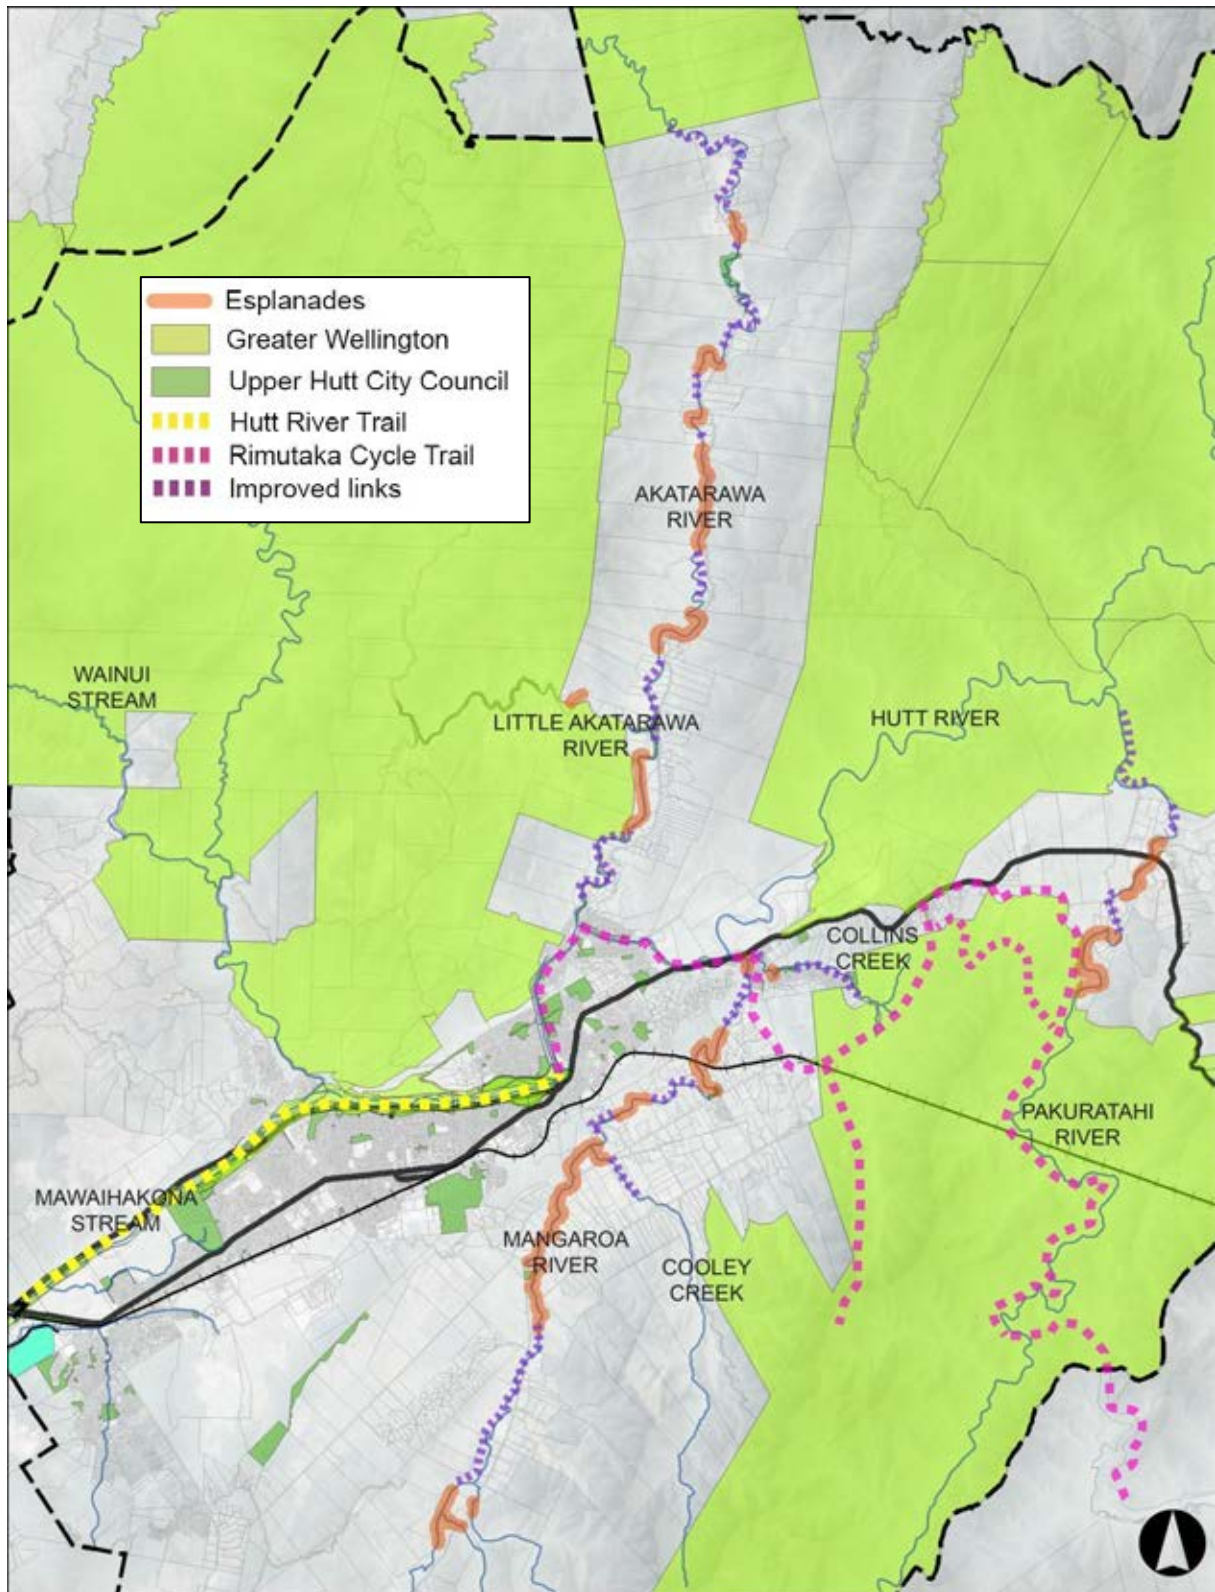 Esplanades
Greater Wellington
Upper Hutt City Council
Hutt River Trail
Rimutaka Cycle Trail
Improved links
AKATARAWA
RIVER
WAINUI
STREAM
LITTLE AKATARAWA
RIVER
HUTT RIVER
COLLINS
CREEK
PAKURATAHI
RIVER
MAWAIHAKONA
STREAM
MANGAROA
RIVER
COOLEY
CREEK